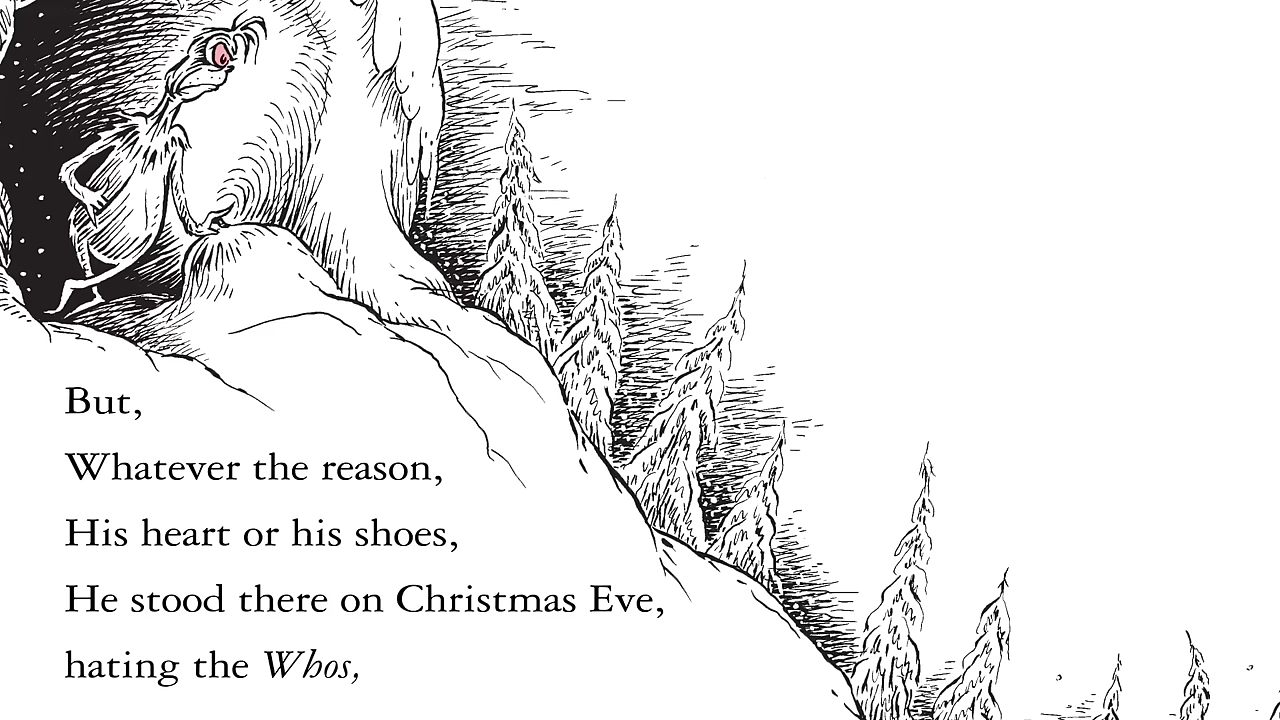 But,
Whatever the reason,
His heart or his shoes,
He stood there on Christmas Eve,
hating the Whos,